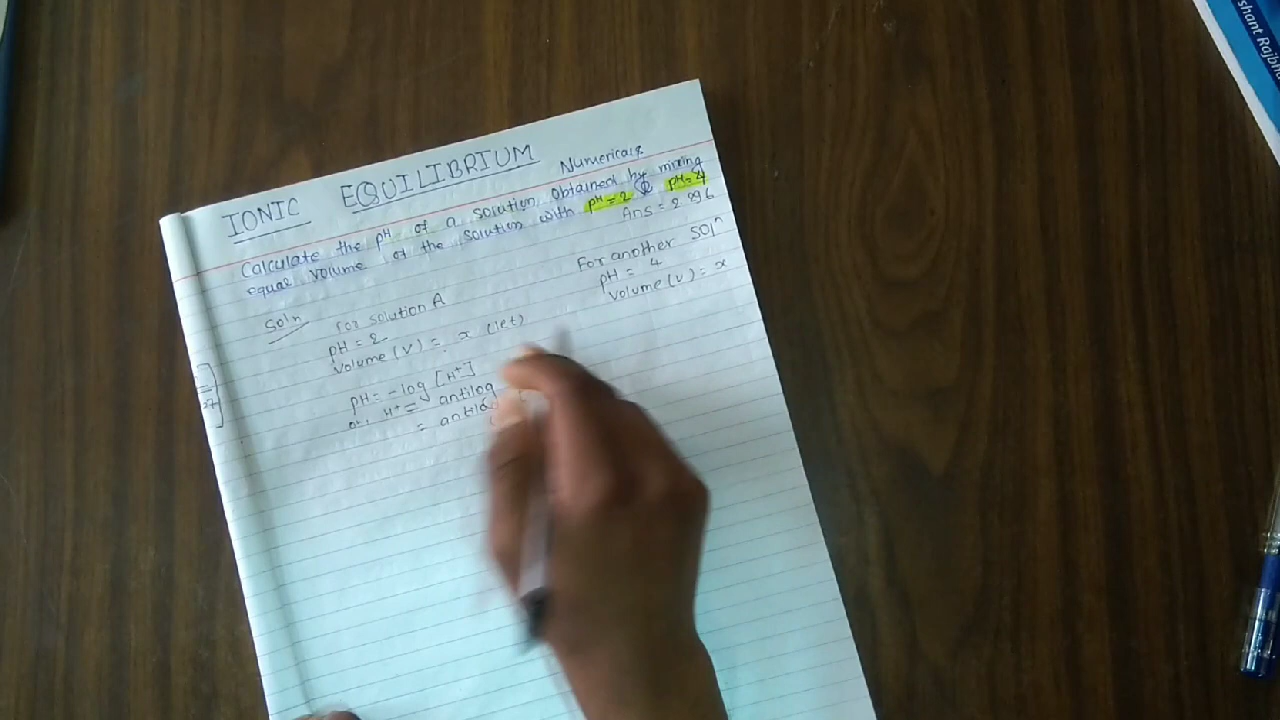 IONIC EQUILIBRIUM Numericals
Calculate the pH of a solution obtained by mixing
equal volume of the solution with pH=2 & pH=4
Ans = 2.296
Soln
For solution A
pH = 2
Volume (V) = x (let)
For another soln
pH = 4
Volume (V) = x
pH = -log [H+]
or, H+ = antilog
= antilog
shant Rajbh